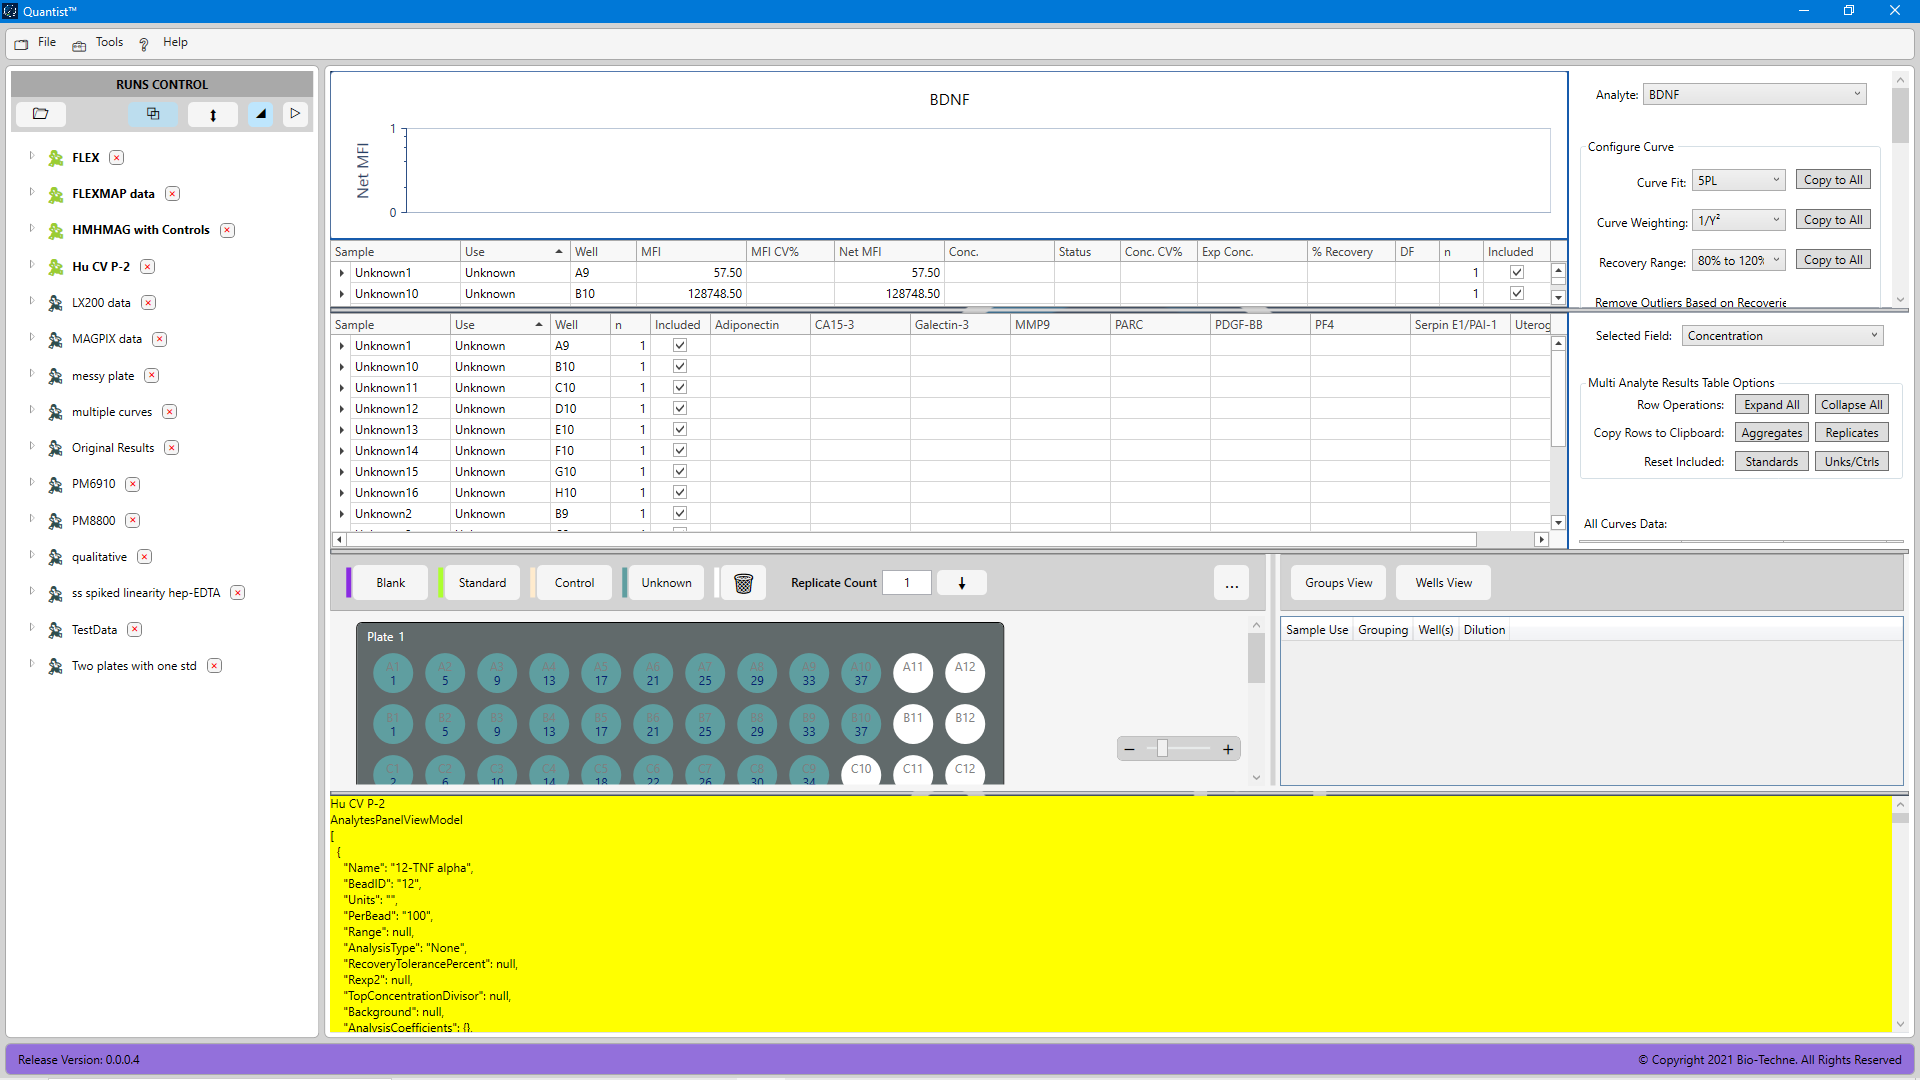 Quantist™
File Tools ? Help
RUNS CONTROL
FLEX
FLEXMAP data
HMHMAG with Controls
Hu CV P-2
LX200 data
MAGPIX data
messy plate
multiple curves
Original Results
PM6910
PM8800
qualitative
ss spiked linearity hep-EDTA
TestData
Two plates with one std
BDNF
Net MFI
1
0
Sample Use Well MFI MFI CV% Net MFI Conc. Status Conc. CV% Exp Conc. % Recovery DF n Included
Unknown1 Unknown A9 57.50 57.50 1
Unknown10 Unknown B10 128748.50 128748.50 1
Analyte: BDNF
Configure Curve
Curve Fit: 5PL Copy to All
Curve Weighting: 1/Y² Copy to All
Recovery Range: 80% to 120% Copy to All
Remove Outliers Based on Recoverie
Sample Use Well n Included Adiponectin CA15-3 Galectin-3 MMP9 PARC PDGF-BB PF4 Serpin E1/PAI-1 Uterog
Unknown1 Unknown A9 1
Unknown10 Unknown B10 1
Unknown11 Unknown C10 1
Unknown12 Unknown D10 1
Unknown13 Unknown E10 1
Unknown14 Unknown F10 1
Unknown15 Unknown G10 1
Unknown16 Unknown H10 1
Unknown2 Unknown B9 1
Selected Field: Concentration
Multi Analyte Results Table Options
Row Operations: Expand All Collapse All
Copy Rows to Clipboard: Aggregates Replicates
Reset Included: Standards Unks/Ctrls
All Curves Data:
Blank Standard Control Unknown Replicate Count 1 ...
Groups View Wells View
Sample Use Grouping Well(s) Dilution
Plate 1
A1 A2 A3 A4 A5 A6 A7 A8 A9 A10 A11 A12
1 5 9 13 17 21 25 29 33 37
B1 B2 B3 B4 B5 B6 B7 B8 B9 B10 B11 B12
1 5 9 13 17 21 25 29 33 37
C1 C2 C3 C4 C5 C6 C7 C8 C9 C10 C11 C12
2 6 10 14 18 22 26 30 34
− +
Hu CV P-2
AnalytesPanelViewModel
[
{
"Name": "12-TNF alpha",
"BeadID": "12",
"Units": "",
"PerBead": "100",
"Range": null,
"AnalysisType": "None",
"RecoveryTolerancePercent": null,
"Rexp2": null,
"TopConcentrationDivisor": null,
"Background": null,
"AnalysisCoefficients": {},
Release Version: 0.0.0.4
© Copyright 2021 Bio-Techne. All Rights Reserved